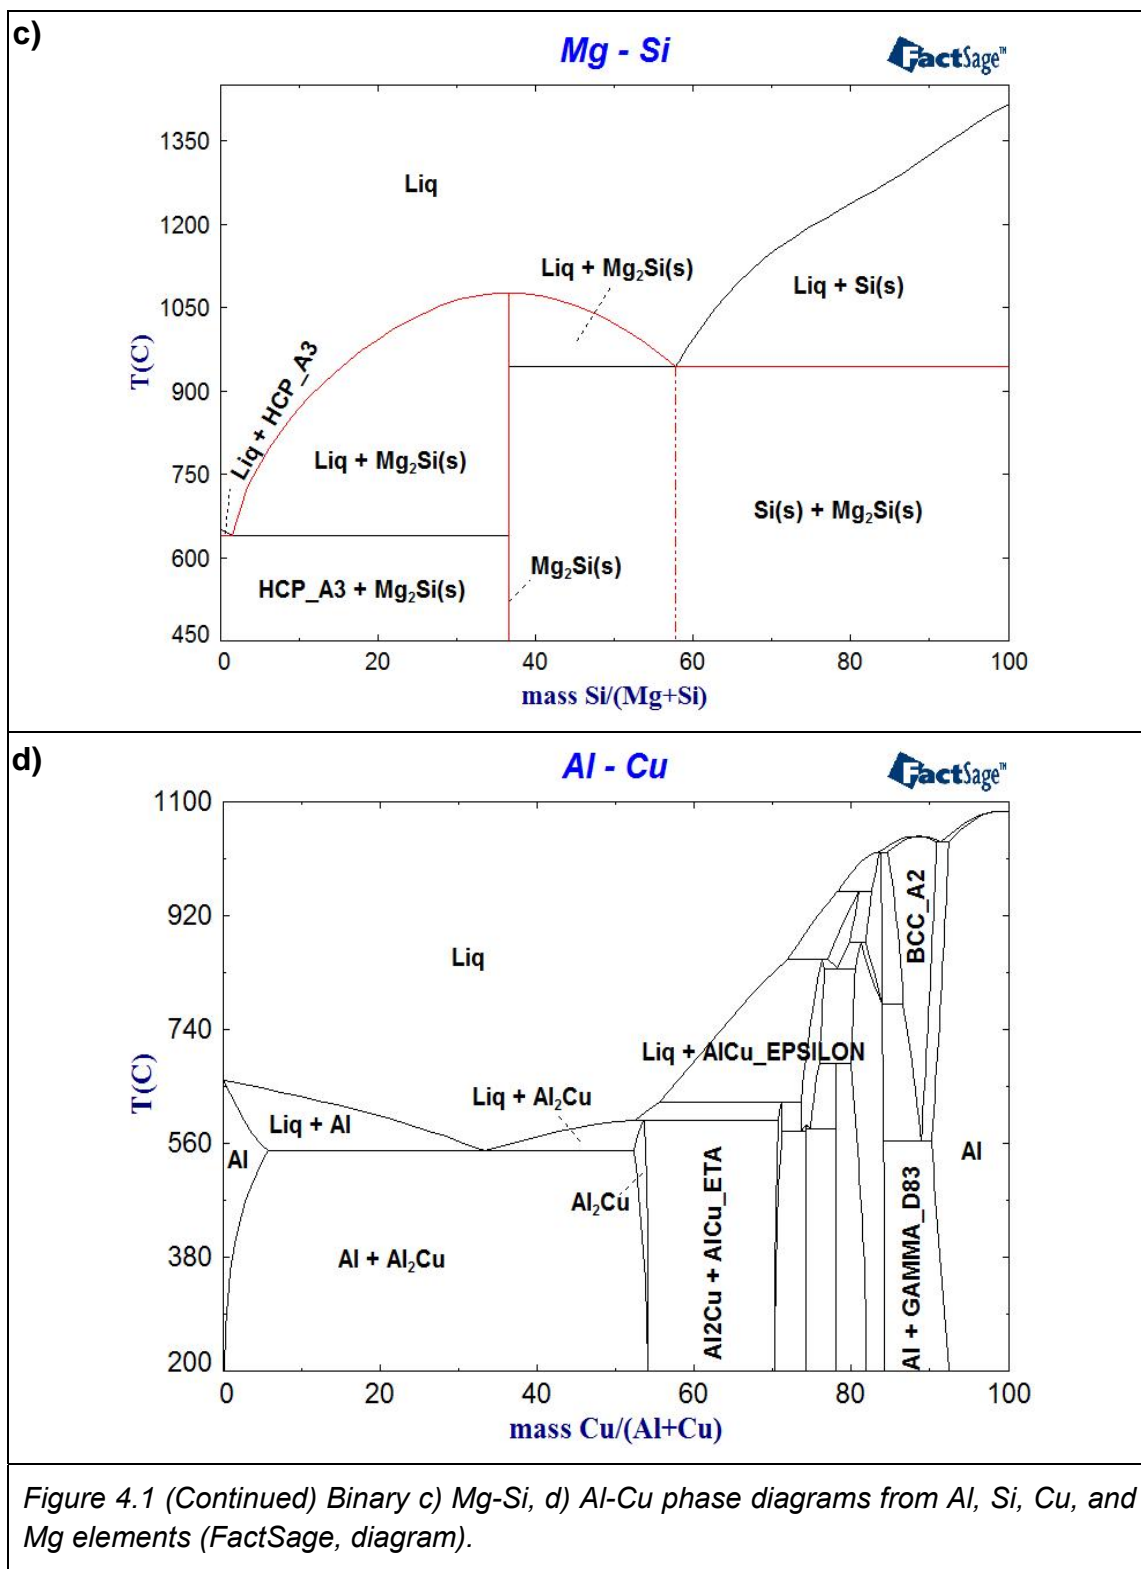 c)
Mg - Si
FactSage™
1350
1200
1050
900
750
600
450
T(C)
Liq
Liq + Mg₂Si(s)
Liq + Si(s)
Liq + HCP_A3
Liq + Mg₂Si(s)
Si(s) + Mg₂Si(s)
Mg₂Si(s)
HCP_A3 + Mg₂Si(s)
0 20 40 60 80 100
mass Si/(Mg+Si)
d)
Al - Cu
FactSage™
1100
920
740
560
380
200
T(C)
BCC_A2
Liq
Liq + AlCu_EPSILON
Liq + Al₂Cu
Liq + Al
Al
Al
Al₂Cu
Al + Al₂Cu
Al2Cu + AlCu_ETA
Al + GAMMA_D83
0 20 40 60 80 100
mass Cu/(Al+Cu)
Figure 4.1 (Continued) Binary c) Mg-Si, d) Al-Cu phase diagrams from Al, Si, Cu, and
Mg elements (FactSage, diagram).